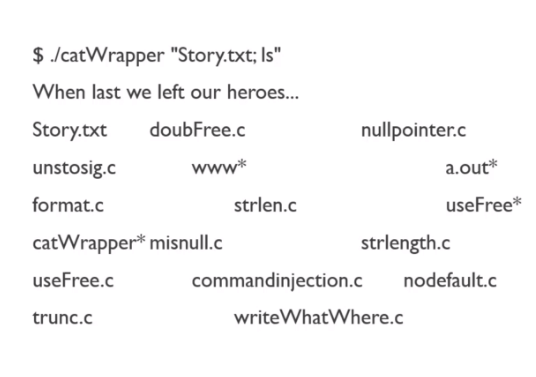 $ ./catWrapper "Story.txt; ls"
When last we left our heroes...
Story.txt doubFree.c nullpointer.c
unstosig.c www* a.out*
format.c strlen.c useFree*
catWrapper* misnull.c strlength.c
useFree.c commandinjection.c nodefault.c
trunc.c writeWhatWhere.c